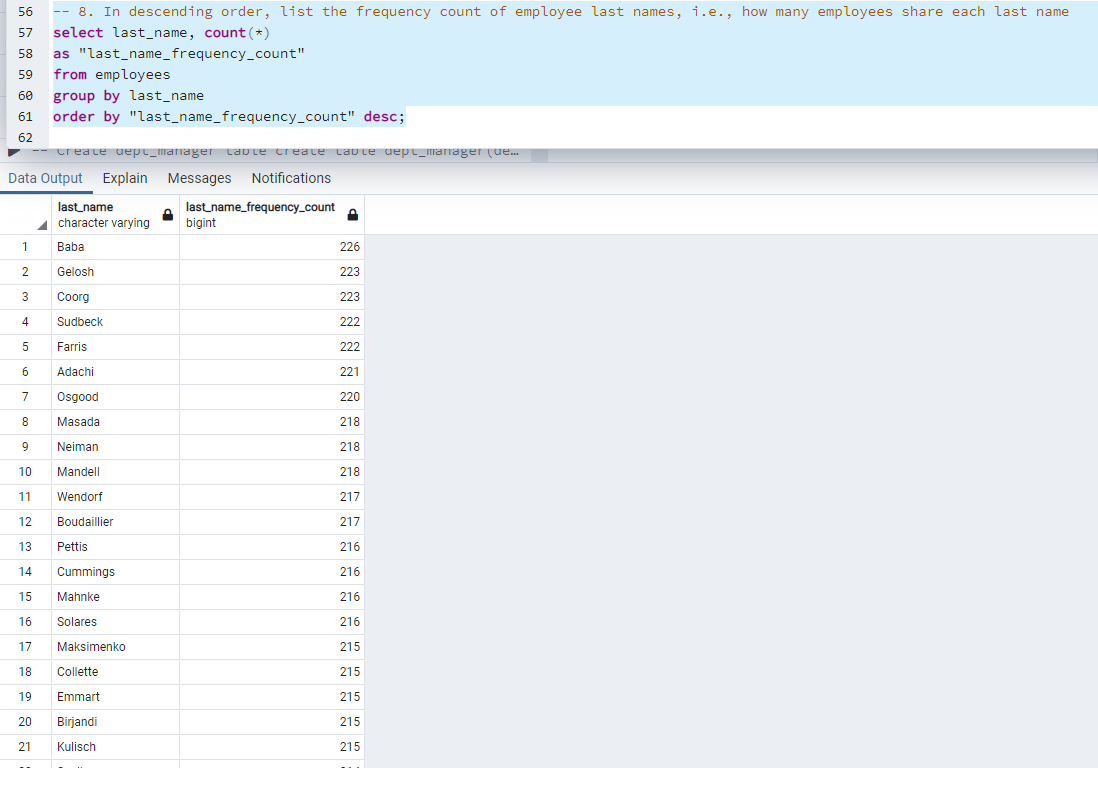 56 -- 8. In descending order, list the frequency count of employee last names, i.e., how many employees share each last name
57 select last_name, count(*)
58 as "last_name_frequency_count"
59 from employees
60 group by last_name
61 order by "last_name_frequency_count" desc;
62
-- Create dept_manager table create table dept_manager(de…
Data Output Explain Messages Notifications
last_name last_name_frequency_count
character varying bigint
1 Baba 226
2 Gelosh 223
3 Coorg 223
4 Sudbeck 222
5 Farris 222
6 Adachi 221
7 Osgood 220
8 Masada 218
9 Neiman 218
10 Mandell 218
11 Wendorf 217
12 Boudaillier 217
13 Pettis 216
14 Cummings 216
15 Mahnke 216
16 Solares 216
17 Maksimenko 215
18 Collette 215
19 Emmart 215
20 Birjandi 215
21 Kulisch 215